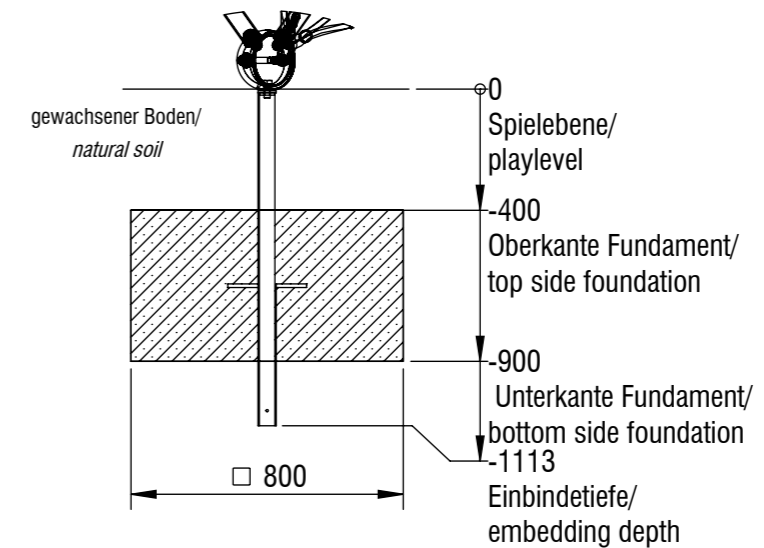 gewachsener Boden/
natural soil
0
Spielebene/
playlevel
-400
Oberkante Fundament/
top side foundation
-900
Unterkante Fundament/
bottom side foundation
-1113
Einbindetiefe/
embedding depth
□ 800